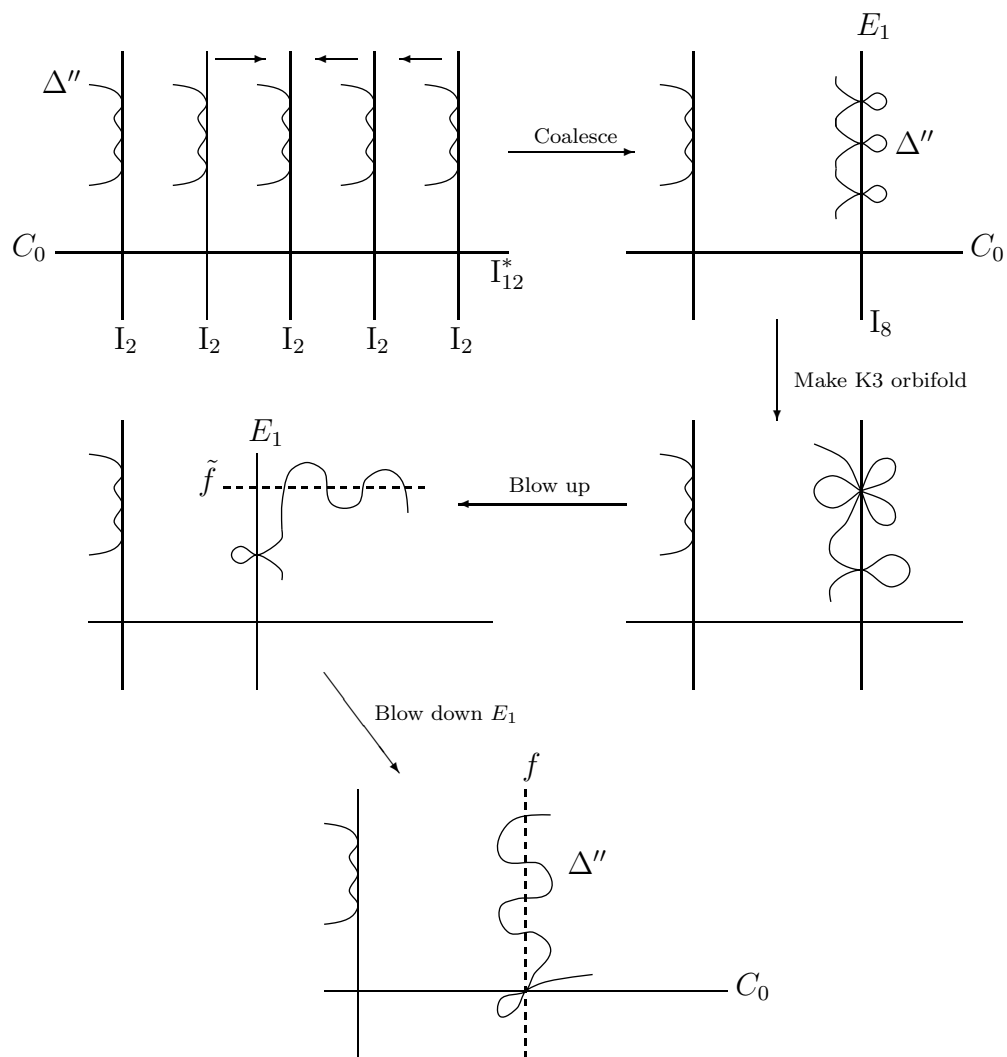 E₁
Δ″
Coalesce
Δ″
C₀
I*₁₂
C₀
I₂ I₂ I₂ I₂ I₂
I₈
Make K3 orbifold
E₁
f̃
Blow up
Blow down E₁
f
Δ″
C₀